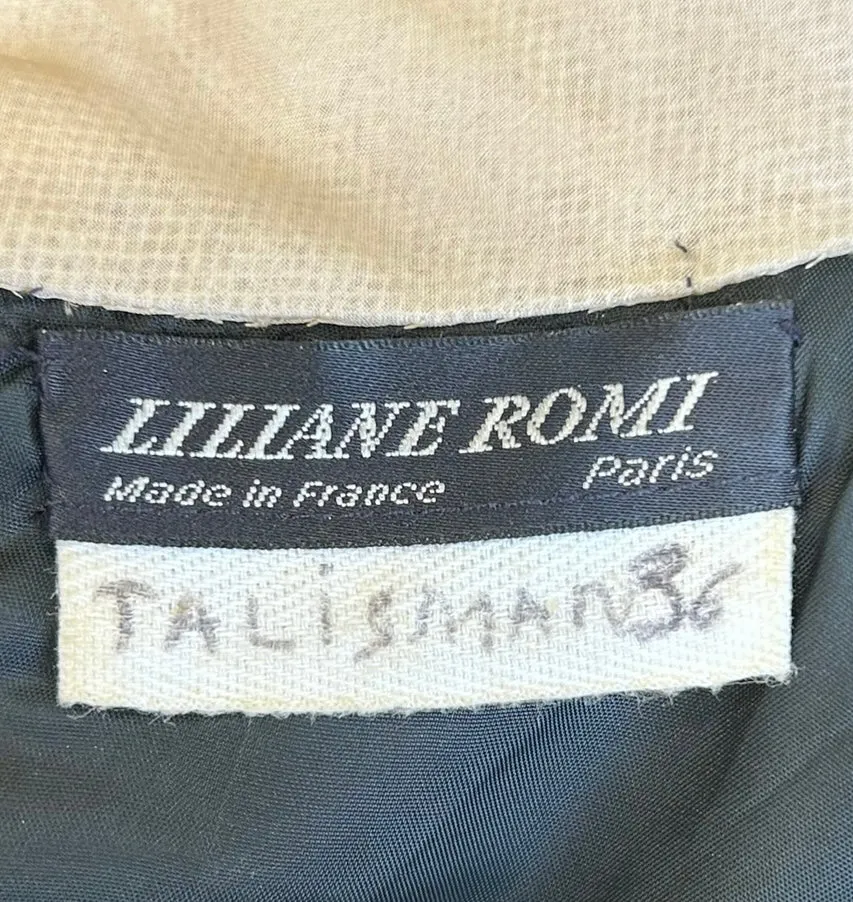 LILIANE ROMI
Made in France Paris
TALiSMAN 36